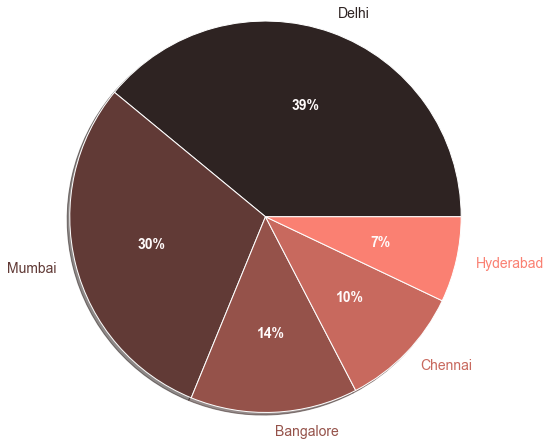 Delhi
39%
30%
7%
Hyderabad
Mumbai
10%
14%
Chennai
Bangalore